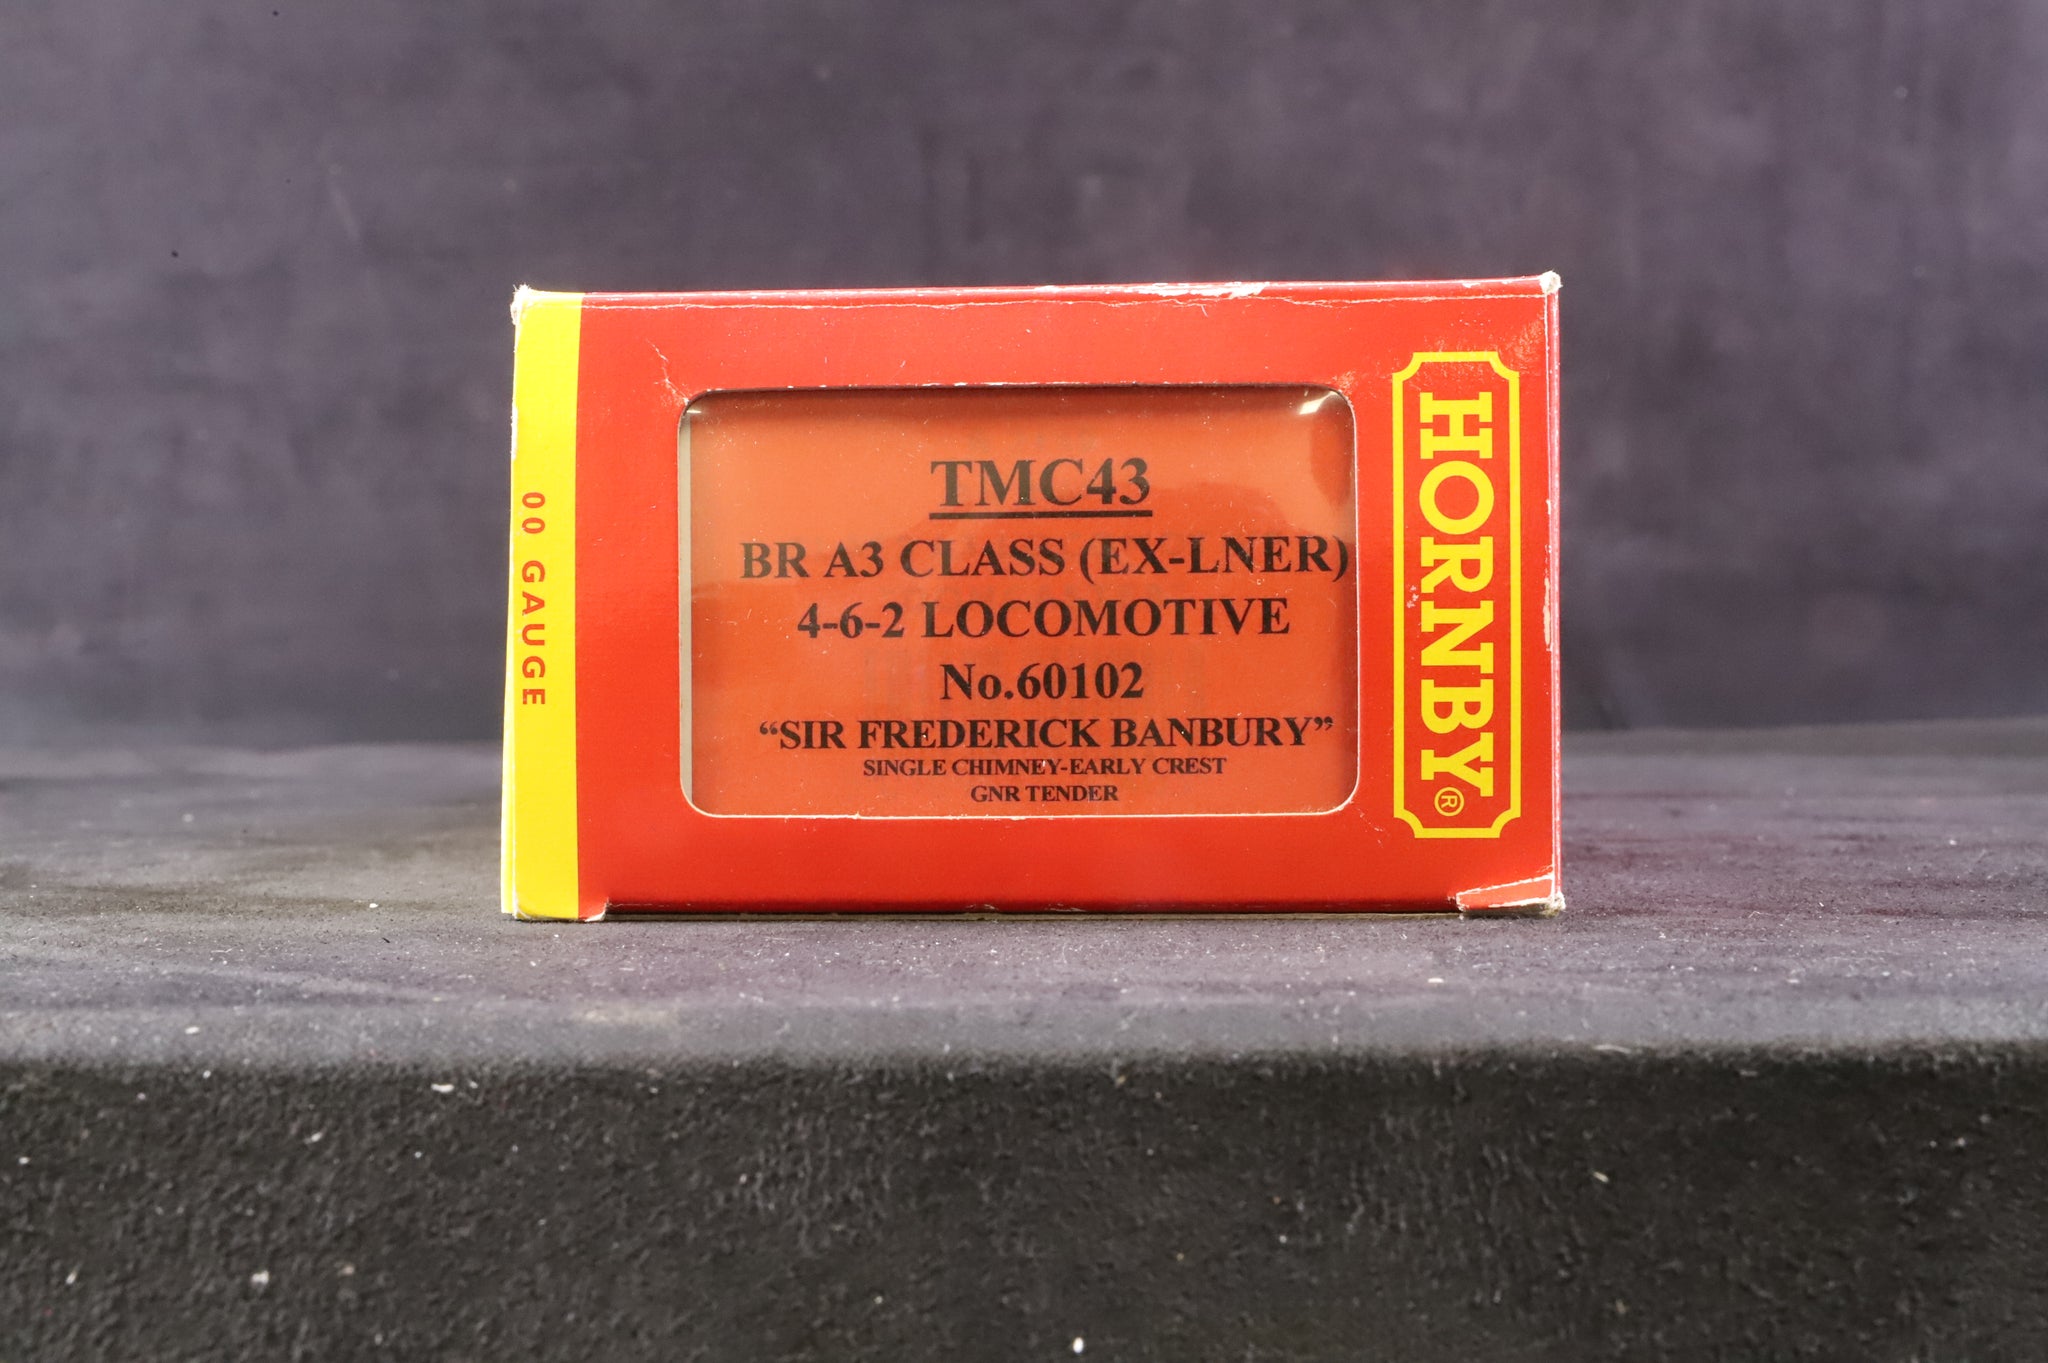 00 GAUGE
TMC43
BR A3 CLASS (EX-LNER)
4-6-2 LOCOMOTIVE
No.60102
“SIR FREDERICK BANBURY”
SINGLE CHIMNEY-EARLY CREST
GNR TENDER
HORNBY®